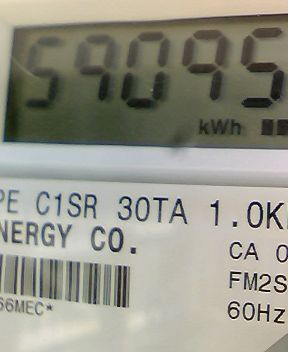 59095
kWh
PE C1SR 30TA 1.0K
NERGY CO.
CA 0
FM2S
66MEC*
60Hz